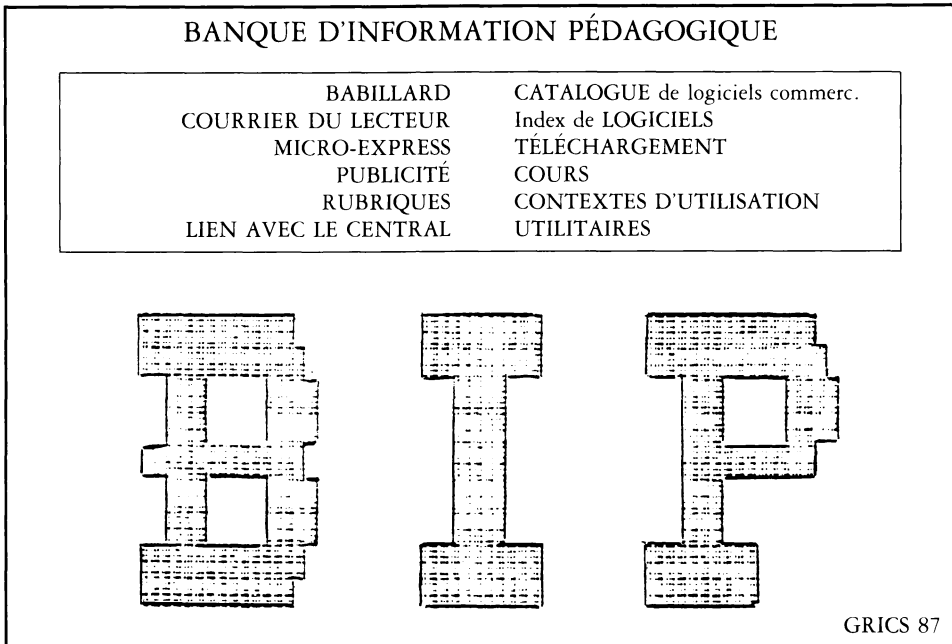 BANQUE D'INFORMATION PÉDAGOGIQUE
BABILLARD CATALOGUE de logiciels commerc.
COURRIER DU LECTEUR Index de LOGICIELS
MICRO-EXPRESS TÉLÉCHARGEMENT
PUBLICITÉ COURS
RUBRIQUES CONTEXTES D'UTILISATION
LIEN AVEC LE CENTRAL UTILITAIRES
BIP
GRICS 87